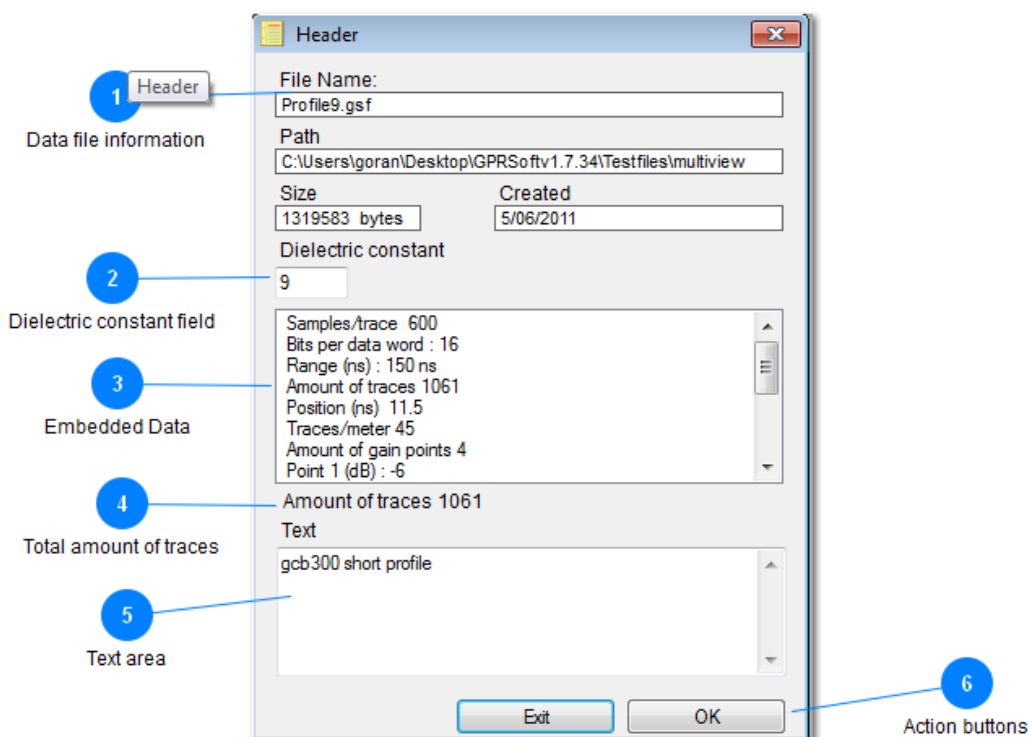 Header
File Name:
1
Header
Profile9.gsf
Data file information
Path
C:\Users\goran\Desktop\GPRSoftv1.7.34\Testfiles\multiview
Size
Created
1319583 bytes
5/06/2011
Dielectric constant
2
9
Dielectric constant field
Samples/trace 600
Bits per data word : 16
Range (ns) : 150 ns
3
Amount of traces 1061
Position (ns) 11.5
Embedded Data
Traces/meter 45
Amount of gain points 4
Point 1 (dB) : -6
4
Amount of traces 1061
Total amount of traces
Text
gcb300 short profile
5
Text area
6
Exit
OK
Action buttons